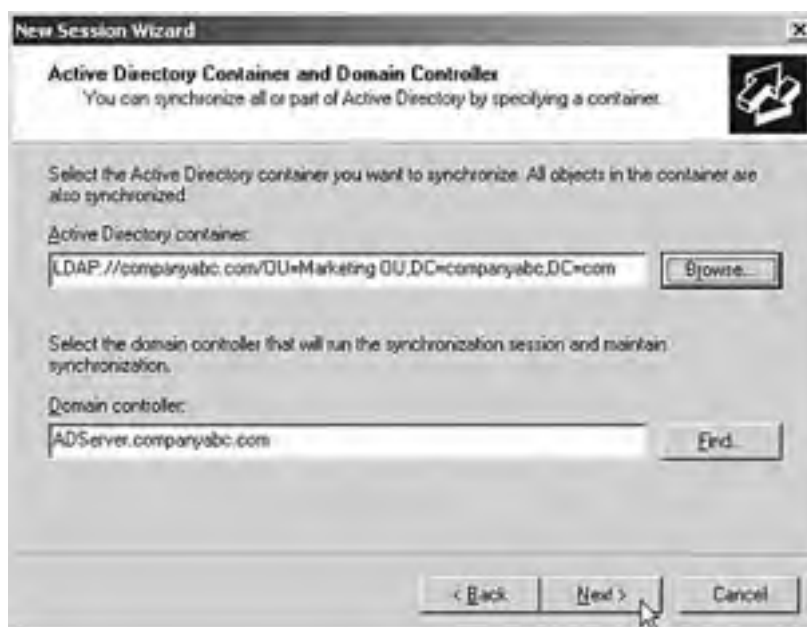 New Session Wizard
Active Directory Container and Domain Controller
You can synchronize all or part of Active Directory by specifying a container.
Select the Active Directory container you want to synchronize. All objects in the container are
also synchronized.
Active Directory container:
LDAP://companyabc.com/OU=Marketing OU,DC=companyabc,DC=com
Browse...
Select the domain controller that will run the synchronization session and maintain
synchronization.
Domain controller:
ADServer.companyabc.com
Find...
< Back
Next >
Cancel